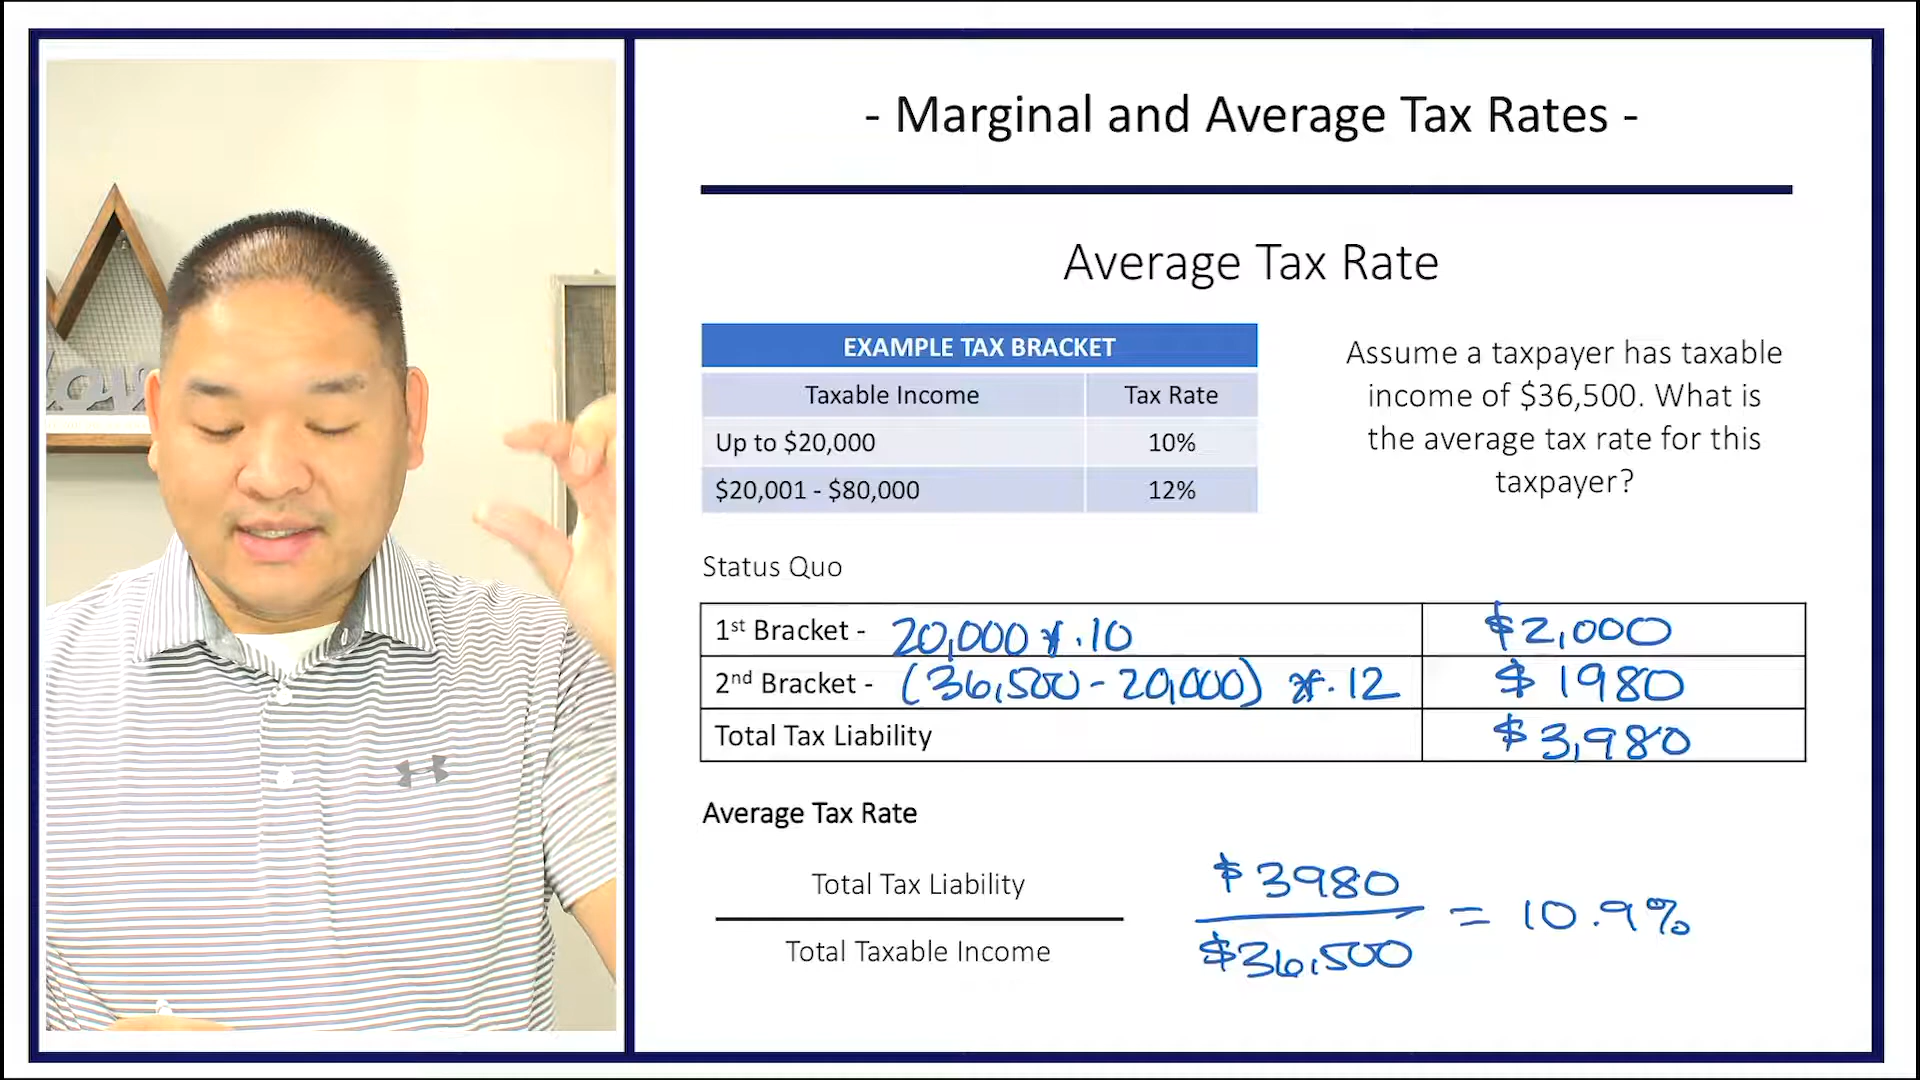 - Marginal and Average Tax Rates -
Average Tax Rate
EXAMPLE TAX BRACKET
Taxable Income Tax Rate
Up to $20,000 10%
$20,001 - $80,000 12%
Assume a taxpayer has taxable
income of $36,500. What is
the average tax rate for this
taxpayer?
Status Quo
1st Bracket - 20,000 * .10 $2,000
2nd Bracket - (36,500 - 20,000) * .12 $ 1980
Total Tax Liability $ 3,980
Average Tax Rate
Total Tax Liability
Total Taxable Income
$ 3980
$36,500
= 10.9%